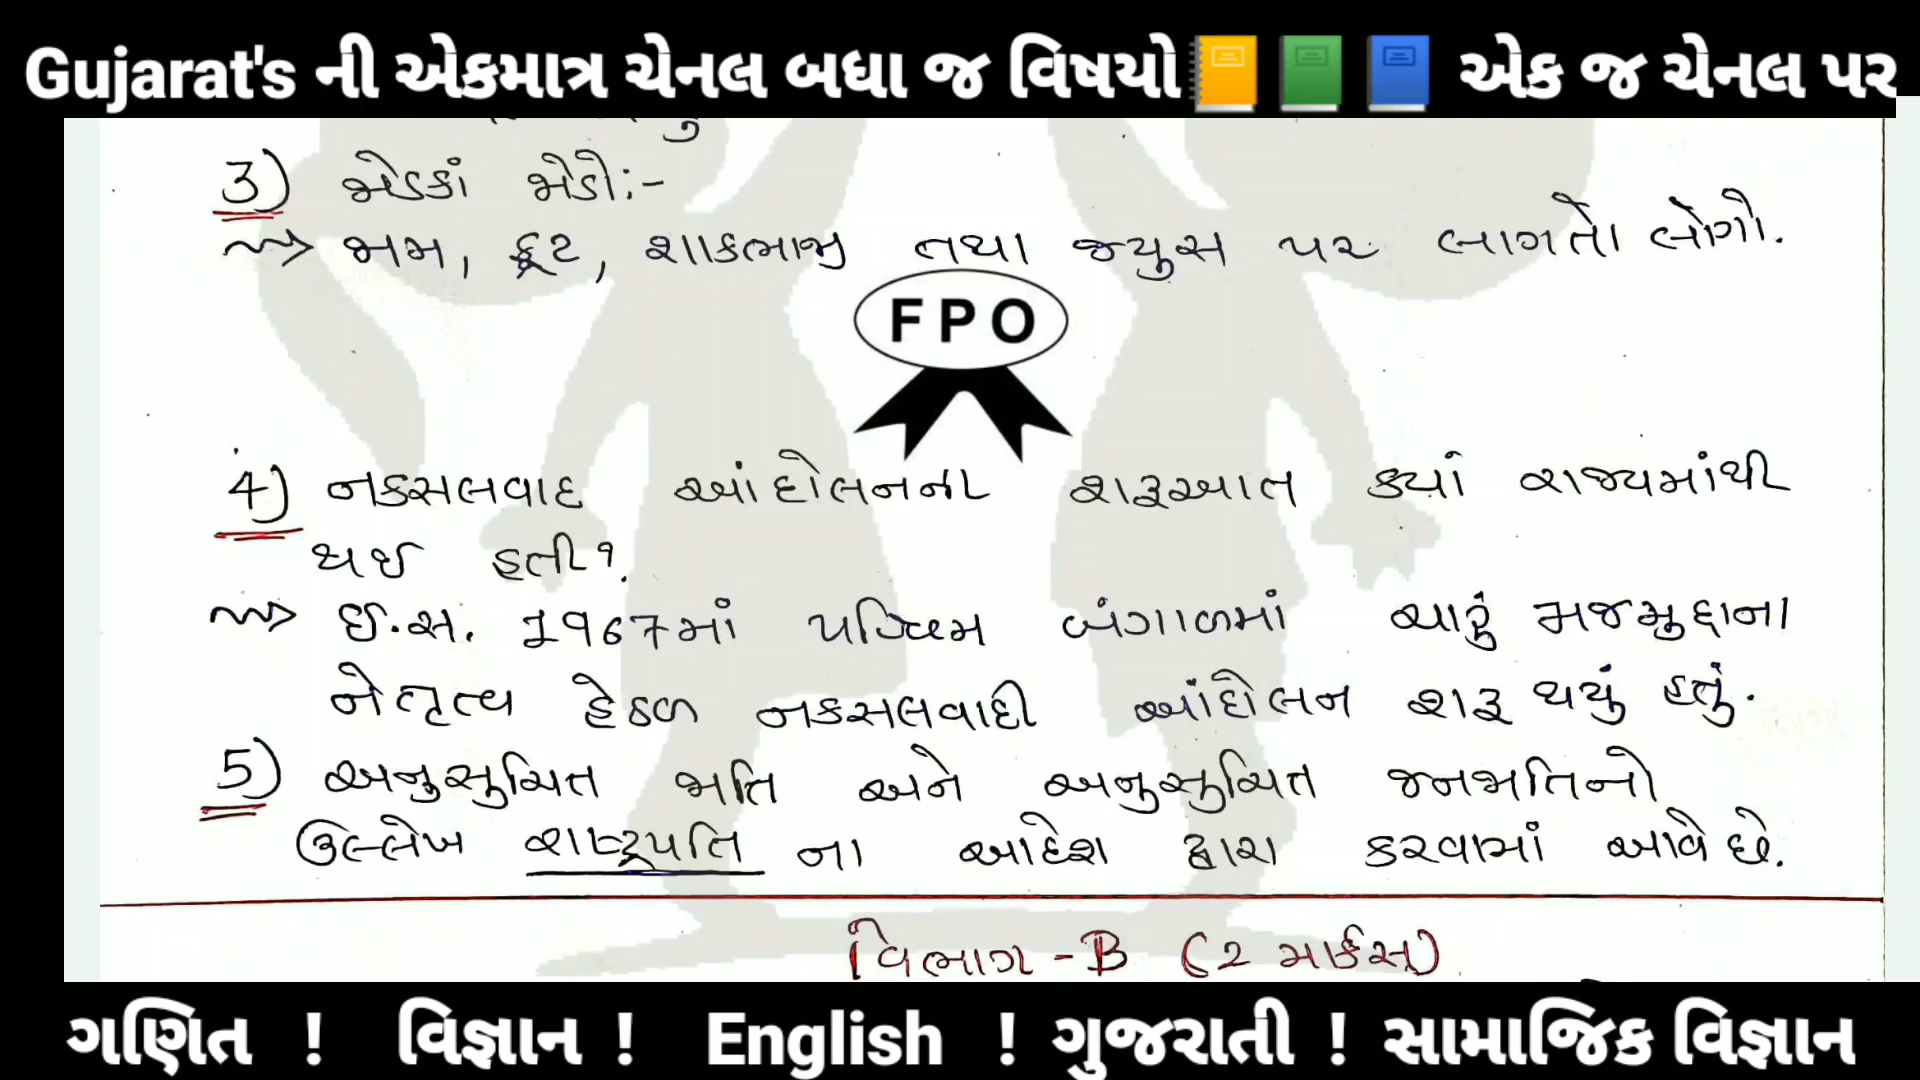 Gujarat's ની એકમાત્ર ચેનલ બધા જ વિષયો📒📗📘 એક જ ચેનલ પર
3) જોડકાં જોડો:-
જામ, ફ્રૂટ, શાકભાજી તથા જ્યુસ પર લાગતો લોગો.
FPO
4) નકસલવાદ આંદોલનની શરૂઆત ક્યાં રાજ્યમાંથી
થઈ હતી?
ઈ.સ. 1967માં પશ્ચિમ બંગાળમાં ચારું મજમુદ્દાના
નેતૃત્વ હેઠળ નકસલવાદી આંદોલન શરૂ થયું હતું.
5) અનુસુચિત જાતિ અને અનુસુચિત જનજાતિનો
ઉલ્લેખ રાષ્ટ્રપતિ ના આદેશ દ્વારા કરવામાં આવે છે.
વિભાગ - B (2 માર્કસ)
ગણિત ! વિજ્ઞાન ! English ! ગુજરાતી ! સામાજિક વિજ્ઞાન